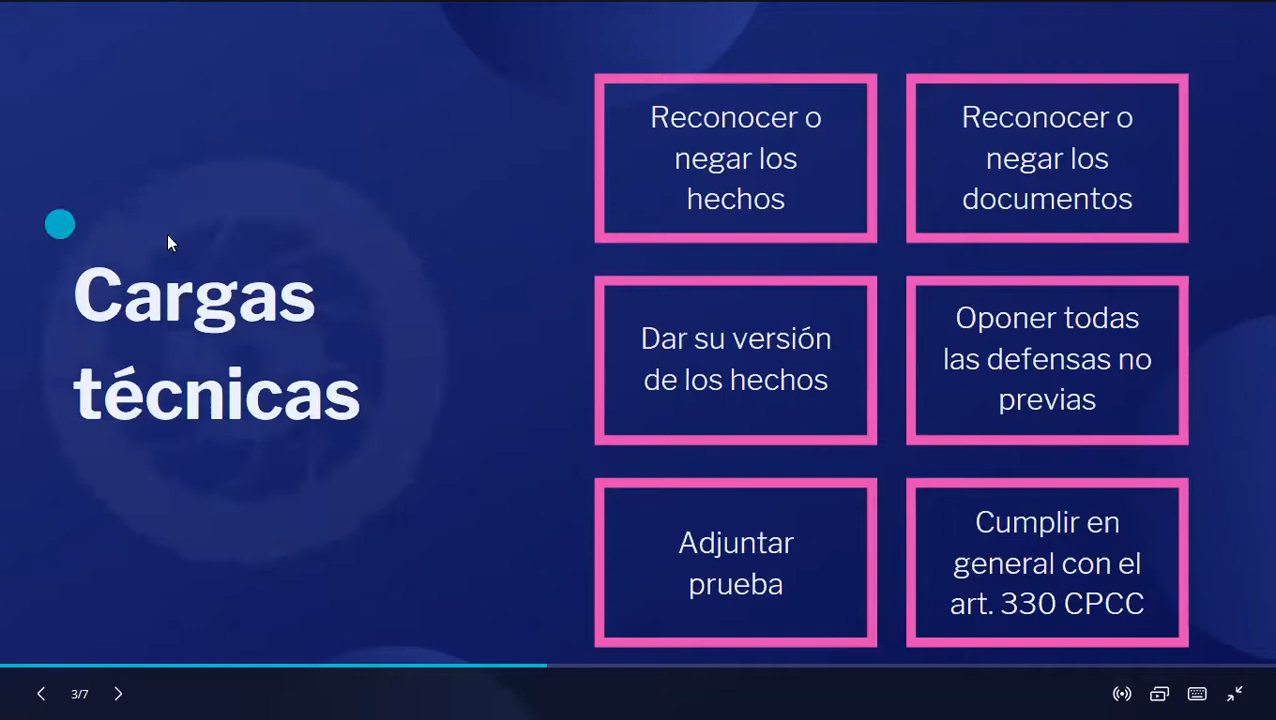 Cargas
técnicas
Reconocer o
negar los
hechos
Reconocer o
negar los
documentos
Dar su versión
de los hechos
Oponer todas
las defensas no
previas
Adjuntar
prueba
Cumplir en
general con el
art. 330 CPCC
3/7